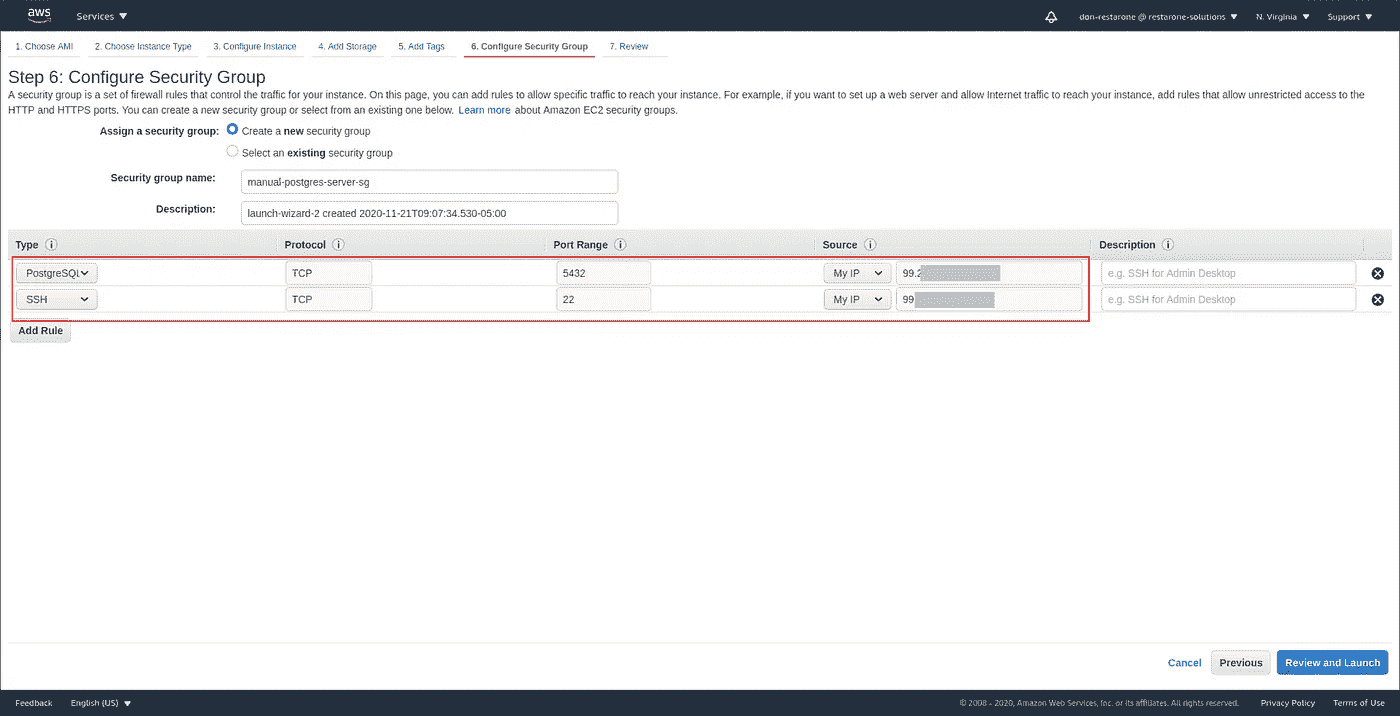 aws Services don-restarone @ restarone-solutions N. Virginia Support
1. Choose AMI 2. Choose Instance Type 3. Configure Instance 4. Add Storage 5. Add Tags 6. Configure Security Group 7. Review
Step 6: Configure Security Group
A security group is a set of firewall rules that control the traffic for your instance. On this page, you can add rules to allow specific traffic to reach your instance. For example, if you want to set up a web server and allow Internet traffic to reach your instance, add rules that allow unrestricted access to the
HTTP and HTTPS ports. You can create a new security group or select from an existing one below. Learn more about Amazon EC2 security groups.
Assign a security group: Create a new security group
Select an existing security group
Security group name: manual-postgres-server-sg
Description: launch-wizard-2 created 2020-11-21T09:07:34.530-05:00
Type i Protocol i Port Range i Source i Description i
PostgreSQL TCP 5432 My IP 99.2 e.g. SSH for Admin Desktop
SSH TCP 22 My IP 99 e.g. SSH for Admin Desktop
Add Rule
Cancel Previous Review and Launch
Feedback English (US) © 2008 - 2020, Amazon Web Services, Inc. or its affiliates. All rights reserved. Privacy Policy Terms of Use